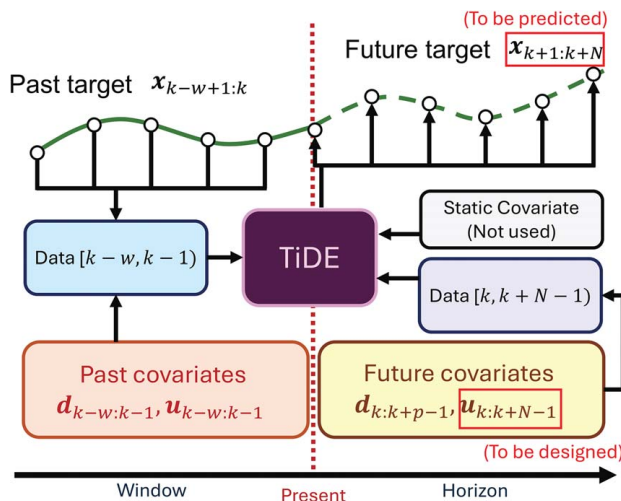 (To be predicted)
Future target x_{k+1:k+N}
Past target x_{k-w+1:k}
Static Covariate
(Not used)
Data [k − w, k − 1)
TiDE
Data [k, k + N − 1)
Past covariates
d_{k-w:k-1}, u_{k-w:k-1}
Future covariates
d_{k:k+p-1}, u_{k:k+N-1}
(To be designed)
Window
Present
Horizon